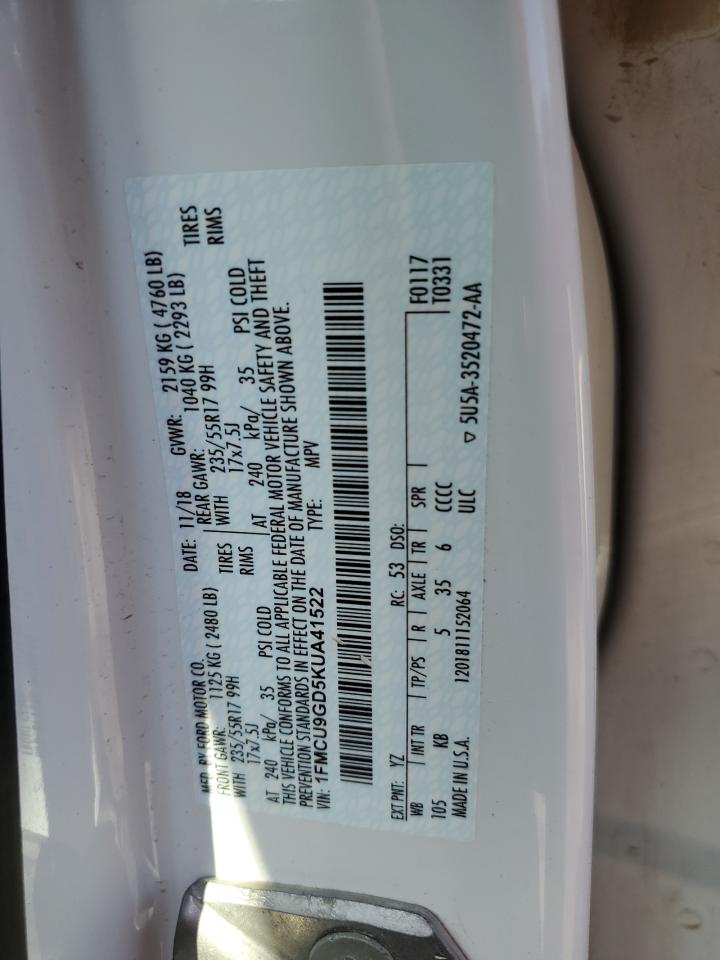 MFD. BY FORD MOTOR CO. DATE: 11/18 GVWR: 2159 KG ( 4760 LB)
FRONT GAWR: 1125 KG ( 2480 LB) REAR GAWR: 1040 KG ( 2293 LB)
WITH 235/55R17 99H TIRES WITH 235/55R17 99H TIRES
17x7.5J RIMS 17x7.5J RIMS
AT 240 kPa/ 35 PSI COLD AT 240 kPa/ 35 PSI COLD
THIS VEHICLE CONFORMS TO ALL APPLICABLE FEDERAL MOTOR VEHICLE SAFETY AND THEFT
PREVENTION STANDARDS IN EFFECT ON THE DATE OF MANUFACTURE SHOWN ABOVE.
VIN: 1FMCU9GD5KUA41522 TYPE: MPV
EXT PNT: YZ RC: 53 DSO: F0117
WB INT TR TP/PS R AXLE TR SPR T0331
105 KB 5 35 6 CCCC
MADE IN U.S.A. 1201811152064 ULC ▽ 5U5A-3520472-AA